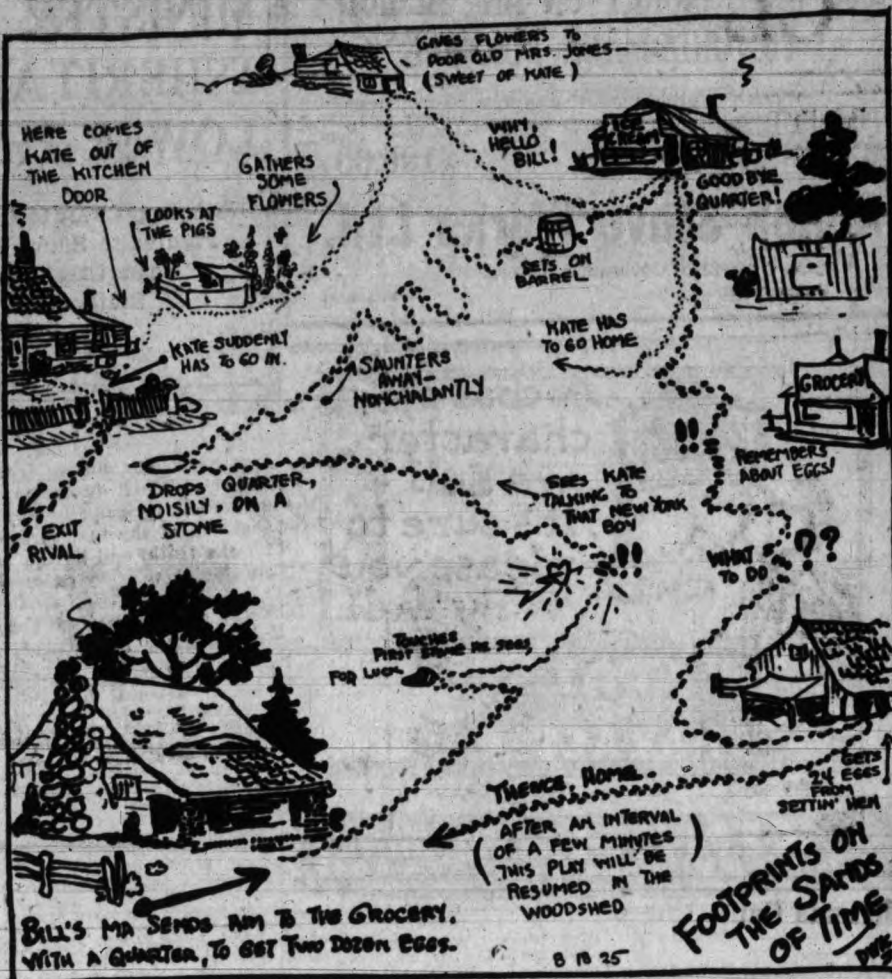 GIVES FLOWERS TO
POOR OLD MRS. JONES—
(SWEET OF KATE)
HERE COMES
KATE OUT OF
THE KITCHEN
DOOR
LOOKS AT
THE PIGS
GATHERS
SOME
FLOWERS
WHY,
HELLO
BILL!
ICE
CREAM
GOODBYE
QUARTER!
SETS ON
BARREL
KATE SUDDENLY
HAS TO GO IN.
SAUNTERS
AWAY—
NONCHALANTLY
KATE HAS
TO GO HOME
GROCERY
REMEMBERS
ABOUT EGGS!
!!
EXIT
RIVAL
DROPS QUARTER,
NOISILY, ON A
STONE
SEES KATE
TALKING TO
THAT NEW YORK
BOY
!!
WHAT
TO DO
??
TOUCHES
FIRST STONE HE SEES,
FOR LUCK
GETS
24 EGGS
FROM
SETTIN' HEN
THENCE, HOME.
(AFTER AN INTERVAL
OF A FEW MINUTES
THIS PLAY WILL BE
RESUMED IN THE
WOODSHED)
BILL'S MA SENDS HIM TO THE GROCERY.
WITH A QUARTER, TO GET TWO DOZEN EGGS.
8 18 25
FOOTPRINTS ON
THE SANDS
OF TIME